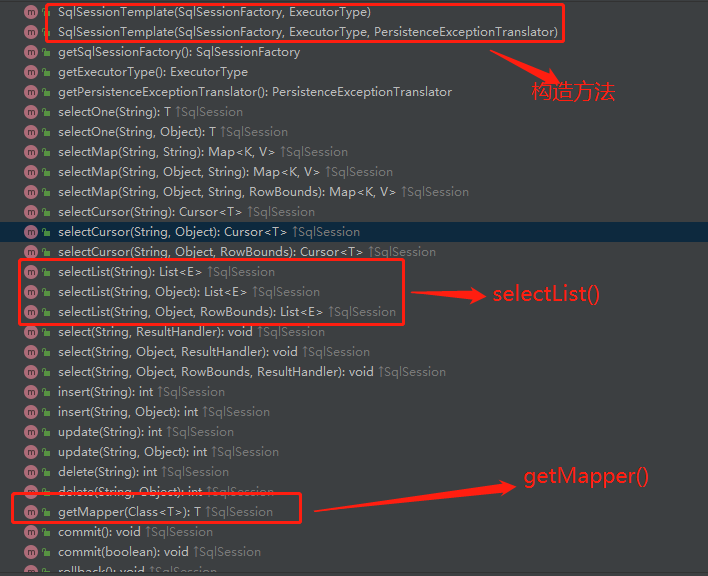 SqlSessionTemplate(SqlSessionFactory, ExecutorType)
SqlSessionTemplate(SqlSessionFactory, ExecutorType, PersistenceExceptionTranslator)
getSqlSessionFactory(): SqlSessionFactory
getExecutorType(): ExecutorType
getPersistenceExceptionTranslator(): PersistenceExceptionTranslator
构造方法
selectOne(String): T ↑SqlSession
selectOne(String, Object): T ↑SqlSession
selectMap(String, String): Map<K, V> ↑SqlSession
selectMap(String, Object, String): Map<K, V> ↑SqlSession
selectMap(String, Object, String, RowBounds): Map<K, V> ↑SqlSession
selectCursor(String): Cursor<T> ↑SqlSession
selectCursor(String, Object): Cursor<T> ↑SqlSession
selectCursor(String, Object, RowBounds): Cursor<T> ↑SqlSession
selectList(String): List<E> ↑SqlSession
selectList(String, Object): List<E> ↑SqlSession
selectList()
selectList(String, Object, RowBounds): List<E> ↑SqlSession
select(String, ResultHandler): void ↑SqlSession
select(String, Object, ResultHandler): void ↑SqlSession
select(String, Object, RowBounds, ResultHandler): void ↑SqlSession
insert(String): int ↑SqlSession
insert(String, Object): int ↑SqlSession
update(String): int ↑SqlSession
update(String, Object): int ↑SqlSession
delete(String): int ↑SqlSession
getMapper()
delete(String, Object): int ↑SqlSession
getMapper(Class<T>): T ↑SqlSession
commit(): void ↑SqlSession
commit(boolean): void ↑SqlSession
rollback(): void ↑SqlSession